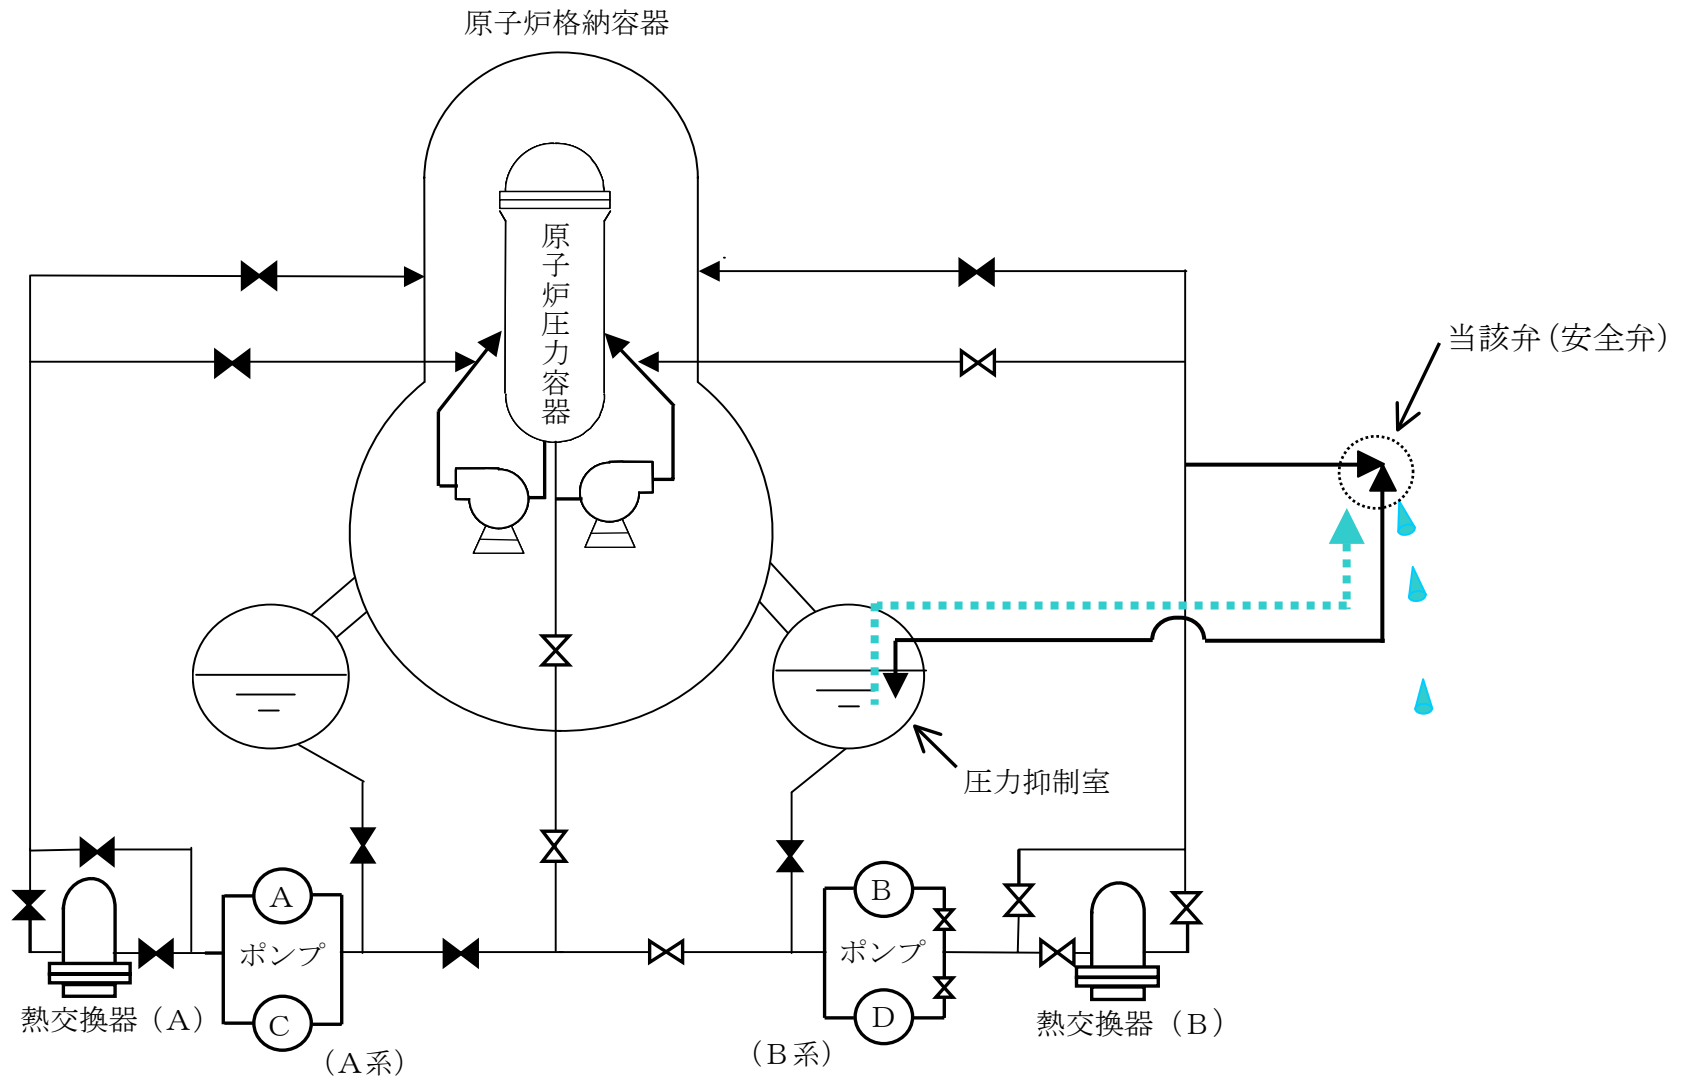 原子炉格納容器
原子炉圧力容器
当該弁(安全弁)
圧力抑制室
A
ポンプ
C
B
ポンプ
D
熱交換器(A)
(A系)
(B系)
熱交換器(B)